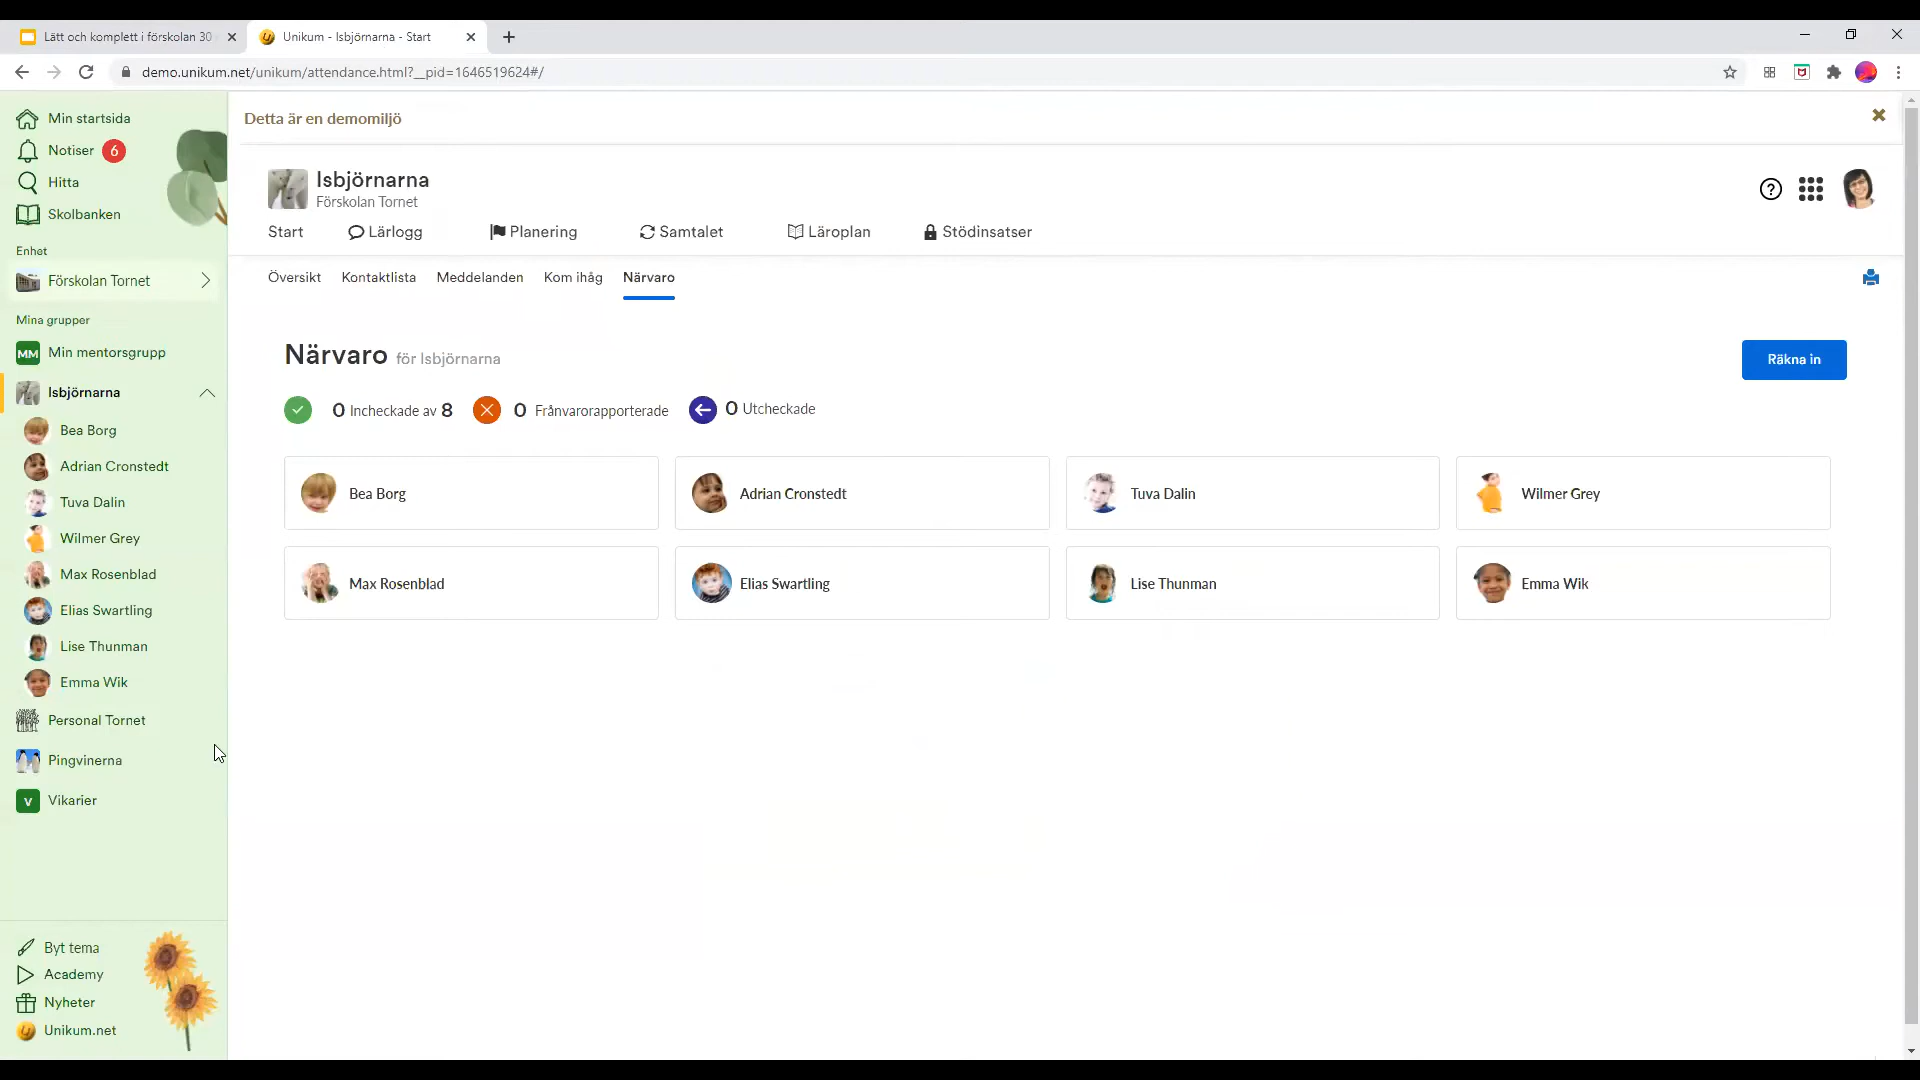 Lätt och komplett i förskolan 30
Unikum - Isbjörnarna - Start
demo.unikum.net/unikum/attendance.html?__pid=1646519624#/
Min startsida
Notiser 6
Hitta
Skolbanken
Enhet
Förskolan Tornet
Mina grupper
MM Min mentorsgrupp
Isbjörnarna
Bea Borg
Adrian Cronstedt
Tuva Dalin
Wilmer Grey
Max Rosenblad
Elias Swartling
Lise Thunman
Emma Wik
Personal Tornet
Pingvinerna
V Vikarier
Byt tema
Academy
Nyheter
Unikum.net
Detta är en demomiljö
Isbjörnarna
Förskolan Tornet
Start Lärlogg Planering Samtalet Läroplan Stödinsatser
Översikt Kontaktlista Meddelanden Kom ihåg Närvaro
Närvaro för Isbjörnarna
Räkna in
0 Incheckade av 8 0 Frånvarorapporterade 0 Utcheckade
Bea Borg Adrian Cronstedt Tuva Dalin Wilmer Grey
Max Rosenblad Elias Swartling Lise Thunman Emma Wik